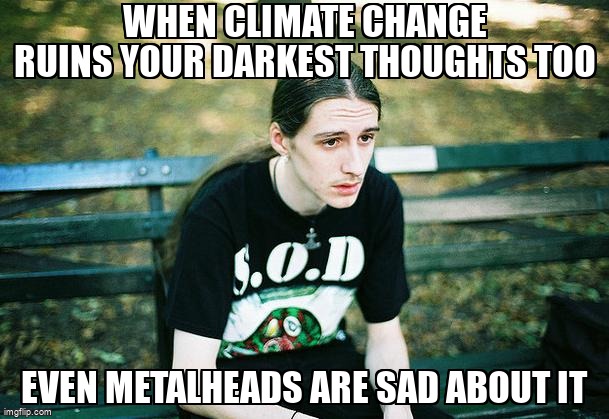 WHEN CLIMATE CHANGE
RUINS YOUR DARKEST THOUGHTS TOO
S.O.D
EVEN METALHEADS ARE SAD ABOUT IT
imgflip.com